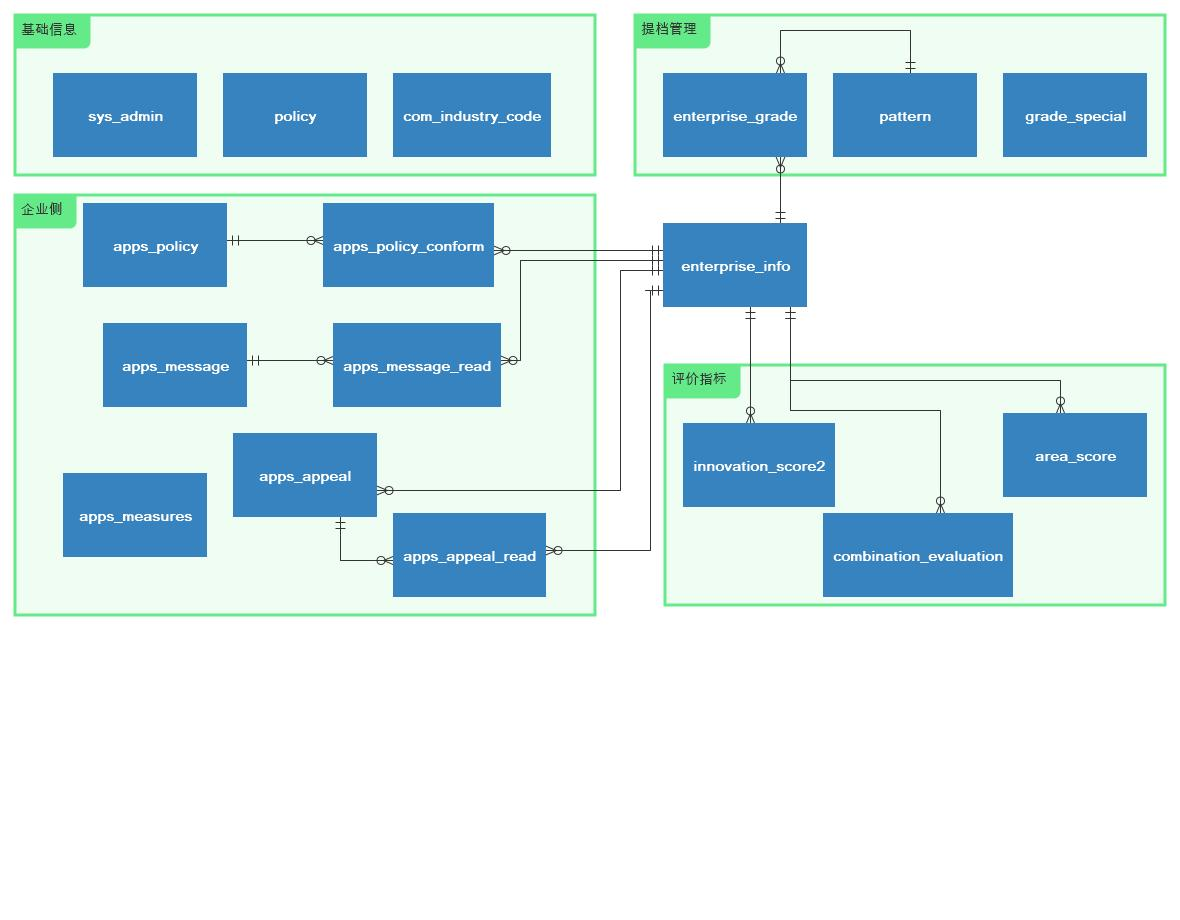 基础信息
sys_admin
policy
com_industry_code
提档管理
enterprise_grade
pattern
grade_special
企业侧
apps_policy
apps_policy_conform
apps_message
apps_message_read
apps_appeal
apps_measures
apps_appeal_read
enterprise_info
评价指标
innovation_score2
area_score
combination_evaluation